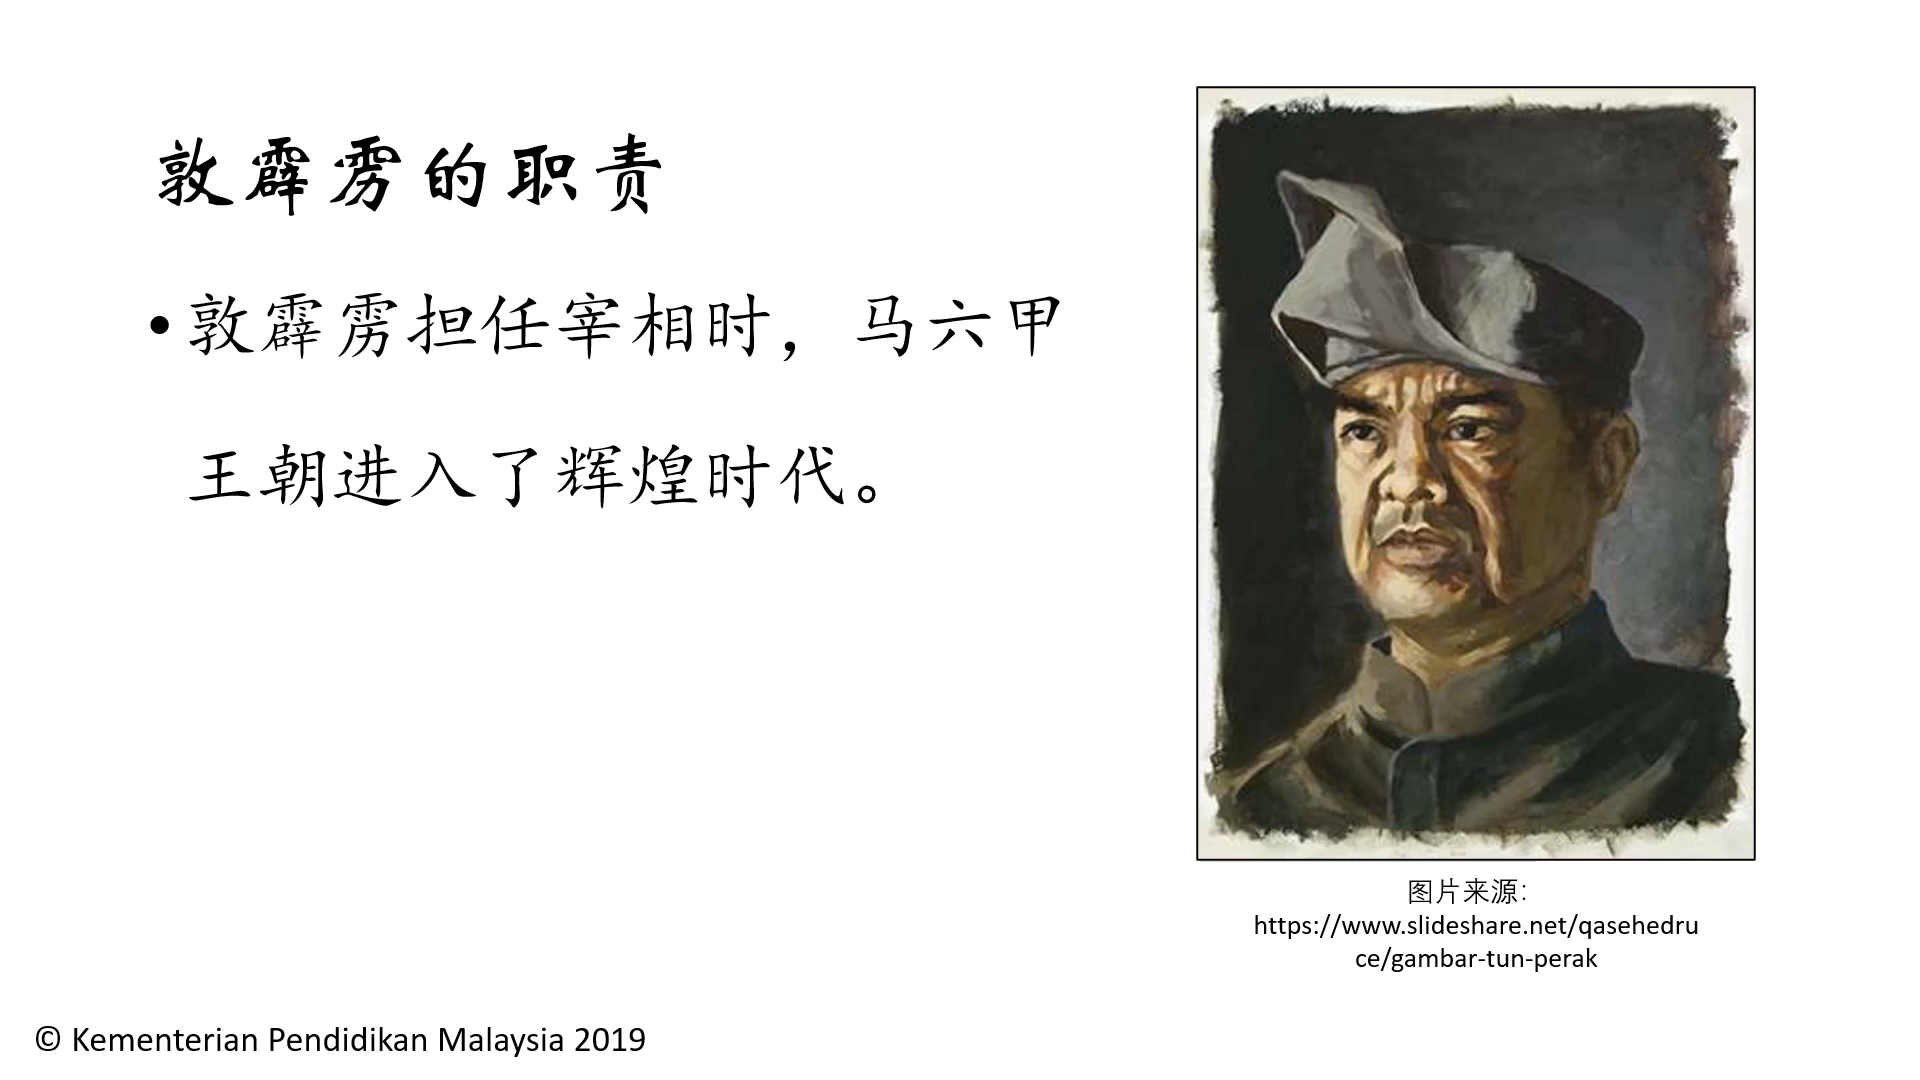 敦霹雳的职责
• 敦霹雳担任宰相时，马六甲
王朝进入了辉煌时代。
图片来源：
https://www.slideshare.net/qasehedru
ce/gambar-tun-perak
© Kementerian Pendidikan Malaysia 2019